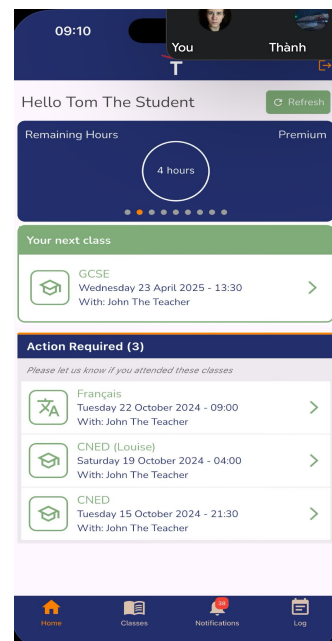 09:10
You
Thành
T
Hello Tom The Student
Refresh
Remaining Hours
Premium
4 hours
Your next class
GCSE
Wednesday 23 April 2025 - 13:30
With: John The Teacher
Action Required (3)
Please let us know if you attended these classes
Français
Tuesday 22 October 2024 - 09:00
With: John The Teacher
CNED (Louise)
Saturday 19 October 2024 - 04:00
With: John The Teacher
CNED
Tuesday 15 October 2024 - 21:30
With: John The Teacher
Home
Classes
Notifications
Log